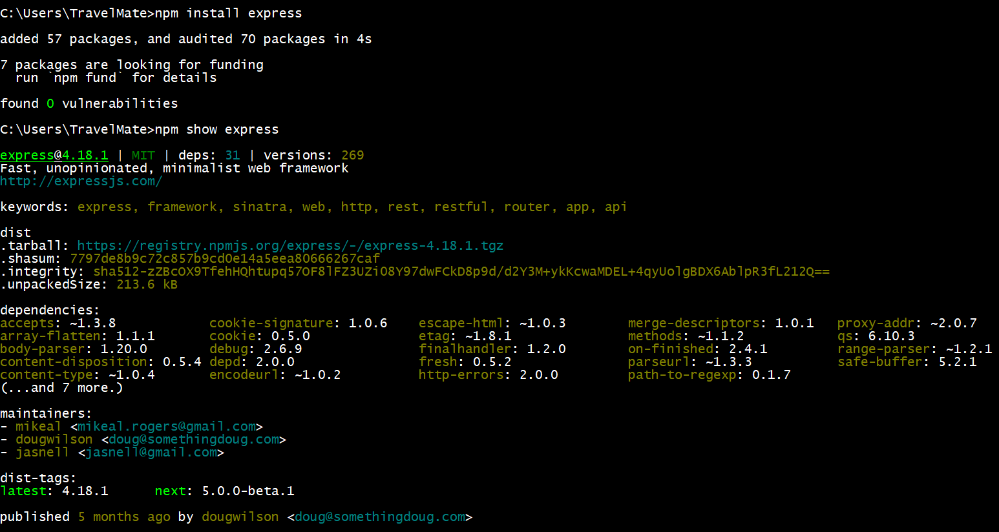 C:\Users\TravelMate>npm install express
added 57 packages, and audited 70 packages in 4s
7 packages are looking for funding
run `npm fund` for details
found 0 vulnerabilities
C:\Users\TravelMate>npm show express
express@4.18.1 | MIT | deps: 31 | versions: 269
Fast, unopinionated, minimalist web framework
http://expressjs.com/
keywords: express, framework, sinatra, web, http, rest, restful, router, app, api
dist
.tarball: https://registry.npmjs.org/express/-/express-4.18.1.tgz
.shasum: 7797de8b9c72c857b9cd0e14a5eea80666267caf
.integrity: sha512-zZBcOX9TfehHQhtupq57OF8lFZ3UZi08Y97dwFCkD8p9d/d2Y3M+ykKcwaMDEL+4qyUolgBDX6AblpR3fL212Q==
.unpackedSize: 213.6 kB
dependencies:
accepts: ~1.3.8 cookie-signature: 1.0.6 escape-html: ~1.0.3 merge-descriptors: 1.0.1 proxy-addr: ~2.0.7
array-flatten: 1.1.1 cookie: 0.5.0 etag: ~1.8.1 methods: ~1.1.2 qs: 6.10.3
body-parser: 1.20.0 debug: 2.6.9 finalhandler: 1.2.0 on-finished: 2.4.1 range-parser: ~1.2.1
content-disposition: 0.5.4 depd: 2.0.0 fresh: 0.5.2 parseurl: ~1.3.3 safe-buffer: 5.2.1
content-type: ~1.0.4 encodeurl: ~1.0.2 http-errors: 2.0.0 path-to-regexp: 0.1.7
(...and 7 more.)
maintainers:
- mikeal <mikeal.rogers@gmail.com>
- dougwilson <doug@somethingdoug.com>
- jasnell <jasnell@gmail.com>
dist-tags:
latest: 4.18.1 next: 5.0.0-beta.1
published 5 months ago by dougwilson <doug@somethingdoug.com>